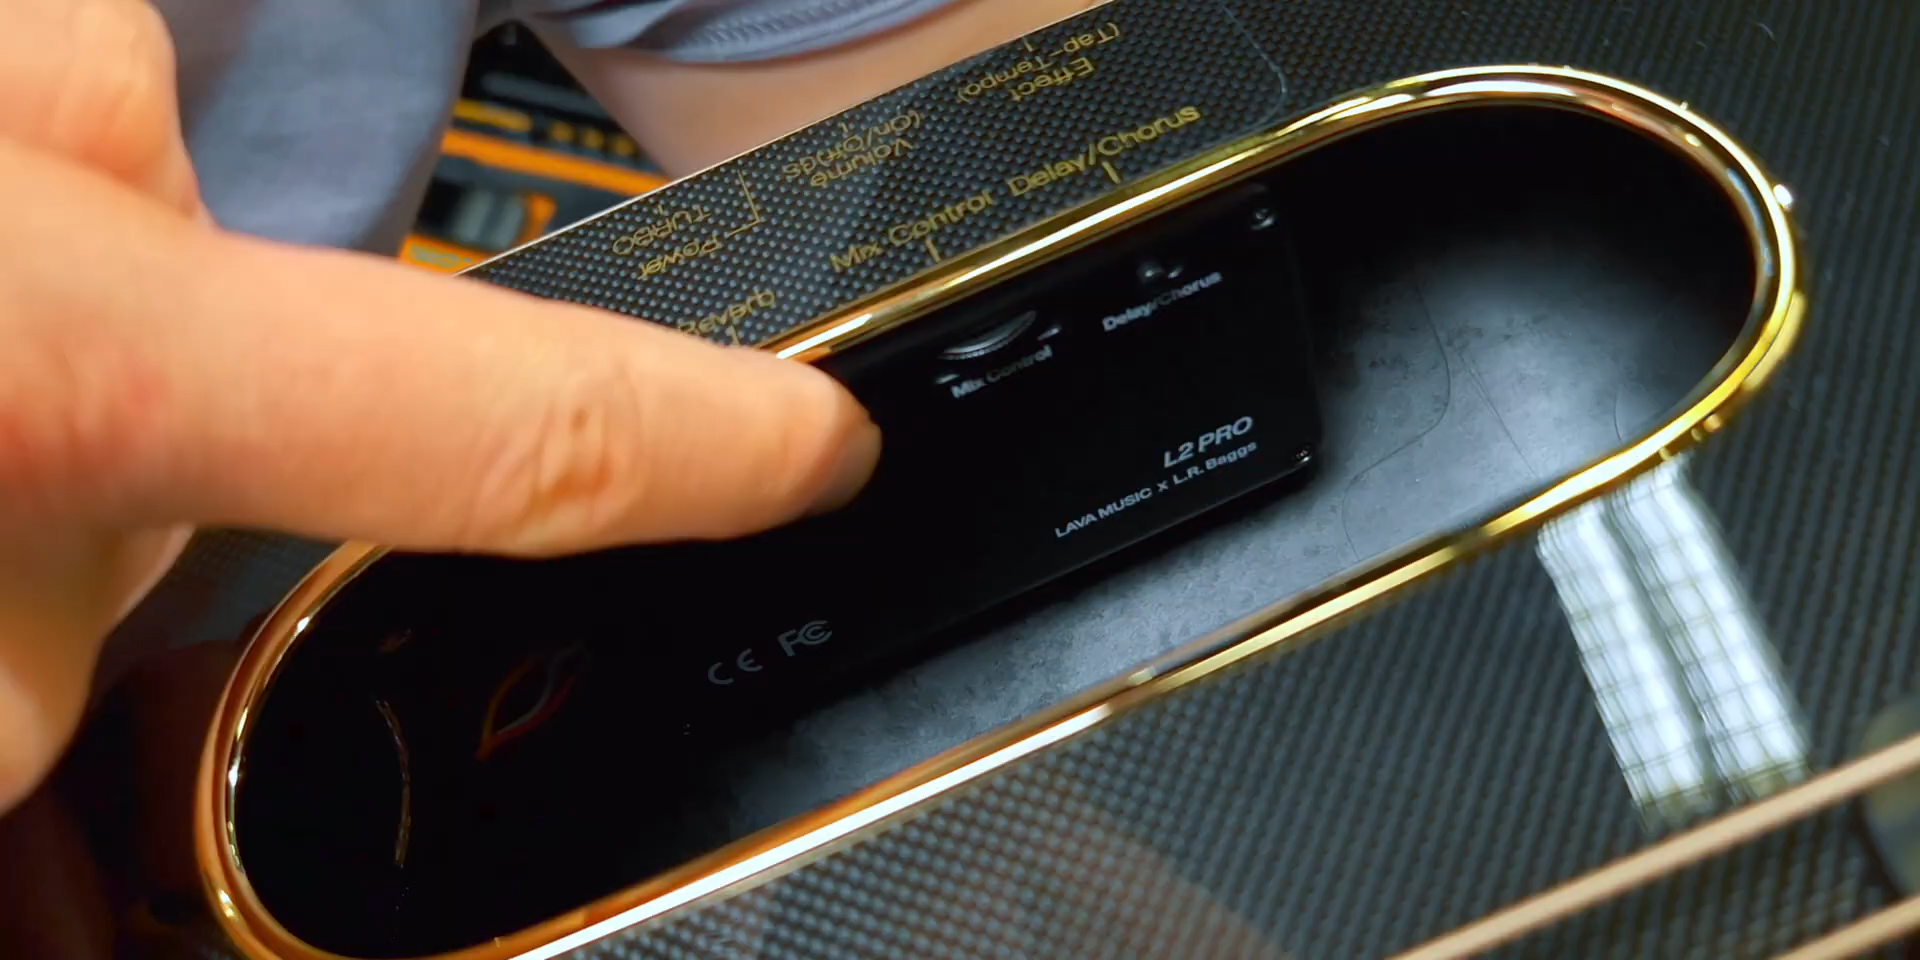 Effect
(Tap-Tempo)
Volume
(On/Off)SOS
Power
TURBO
Delay/Chorus
Mix Control
Reverb
Delay/Chorus
Mix Control
L2 PRO
LAVA MUSIC x L.R. Baggs
CE FC